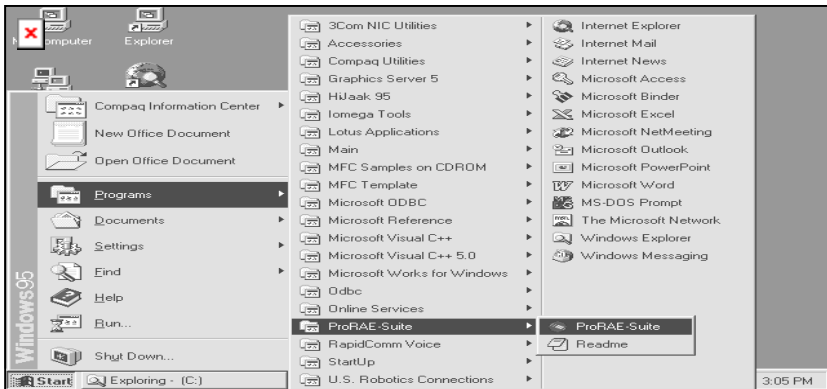 Computer
Explorer
Compaq Information Center
New Office Document
Open Office Document
Programs
Documents
Settings
Find
Help
Run...
Shut Down...
Windows95
3Com NIC Utilities
Accessories
Compaq Utilities
Graphics Server 5
HiJaak 95
Iomega Tools
Lotus Applications
Main
MFC Samples on CDROM
MFC Template
Microsoft ODBC
Microsoft Reference
Microsoft Visual C++
Microsoft Visual C++ 5.0
Microsoft Works for Windows
Odbc
Online Services
ProRAE-Suite
RapidComm Voice
StartUp
U.S. Robotics Connections
Internet Explorer
Internet Mail
Internet News
Microsoft Access
Microsoft Binder
Microsoft Excel
Microsoft NetMeeting
Microsoft Outlook
Microsoft PowerPoint
Microsoft Word
MS-DOS Prompt
The Microsoft Network
Windows Explorer
Windows Messaging
ProRAE-Suite
Readme
Start
Exploring - (C:)
3:05 PM